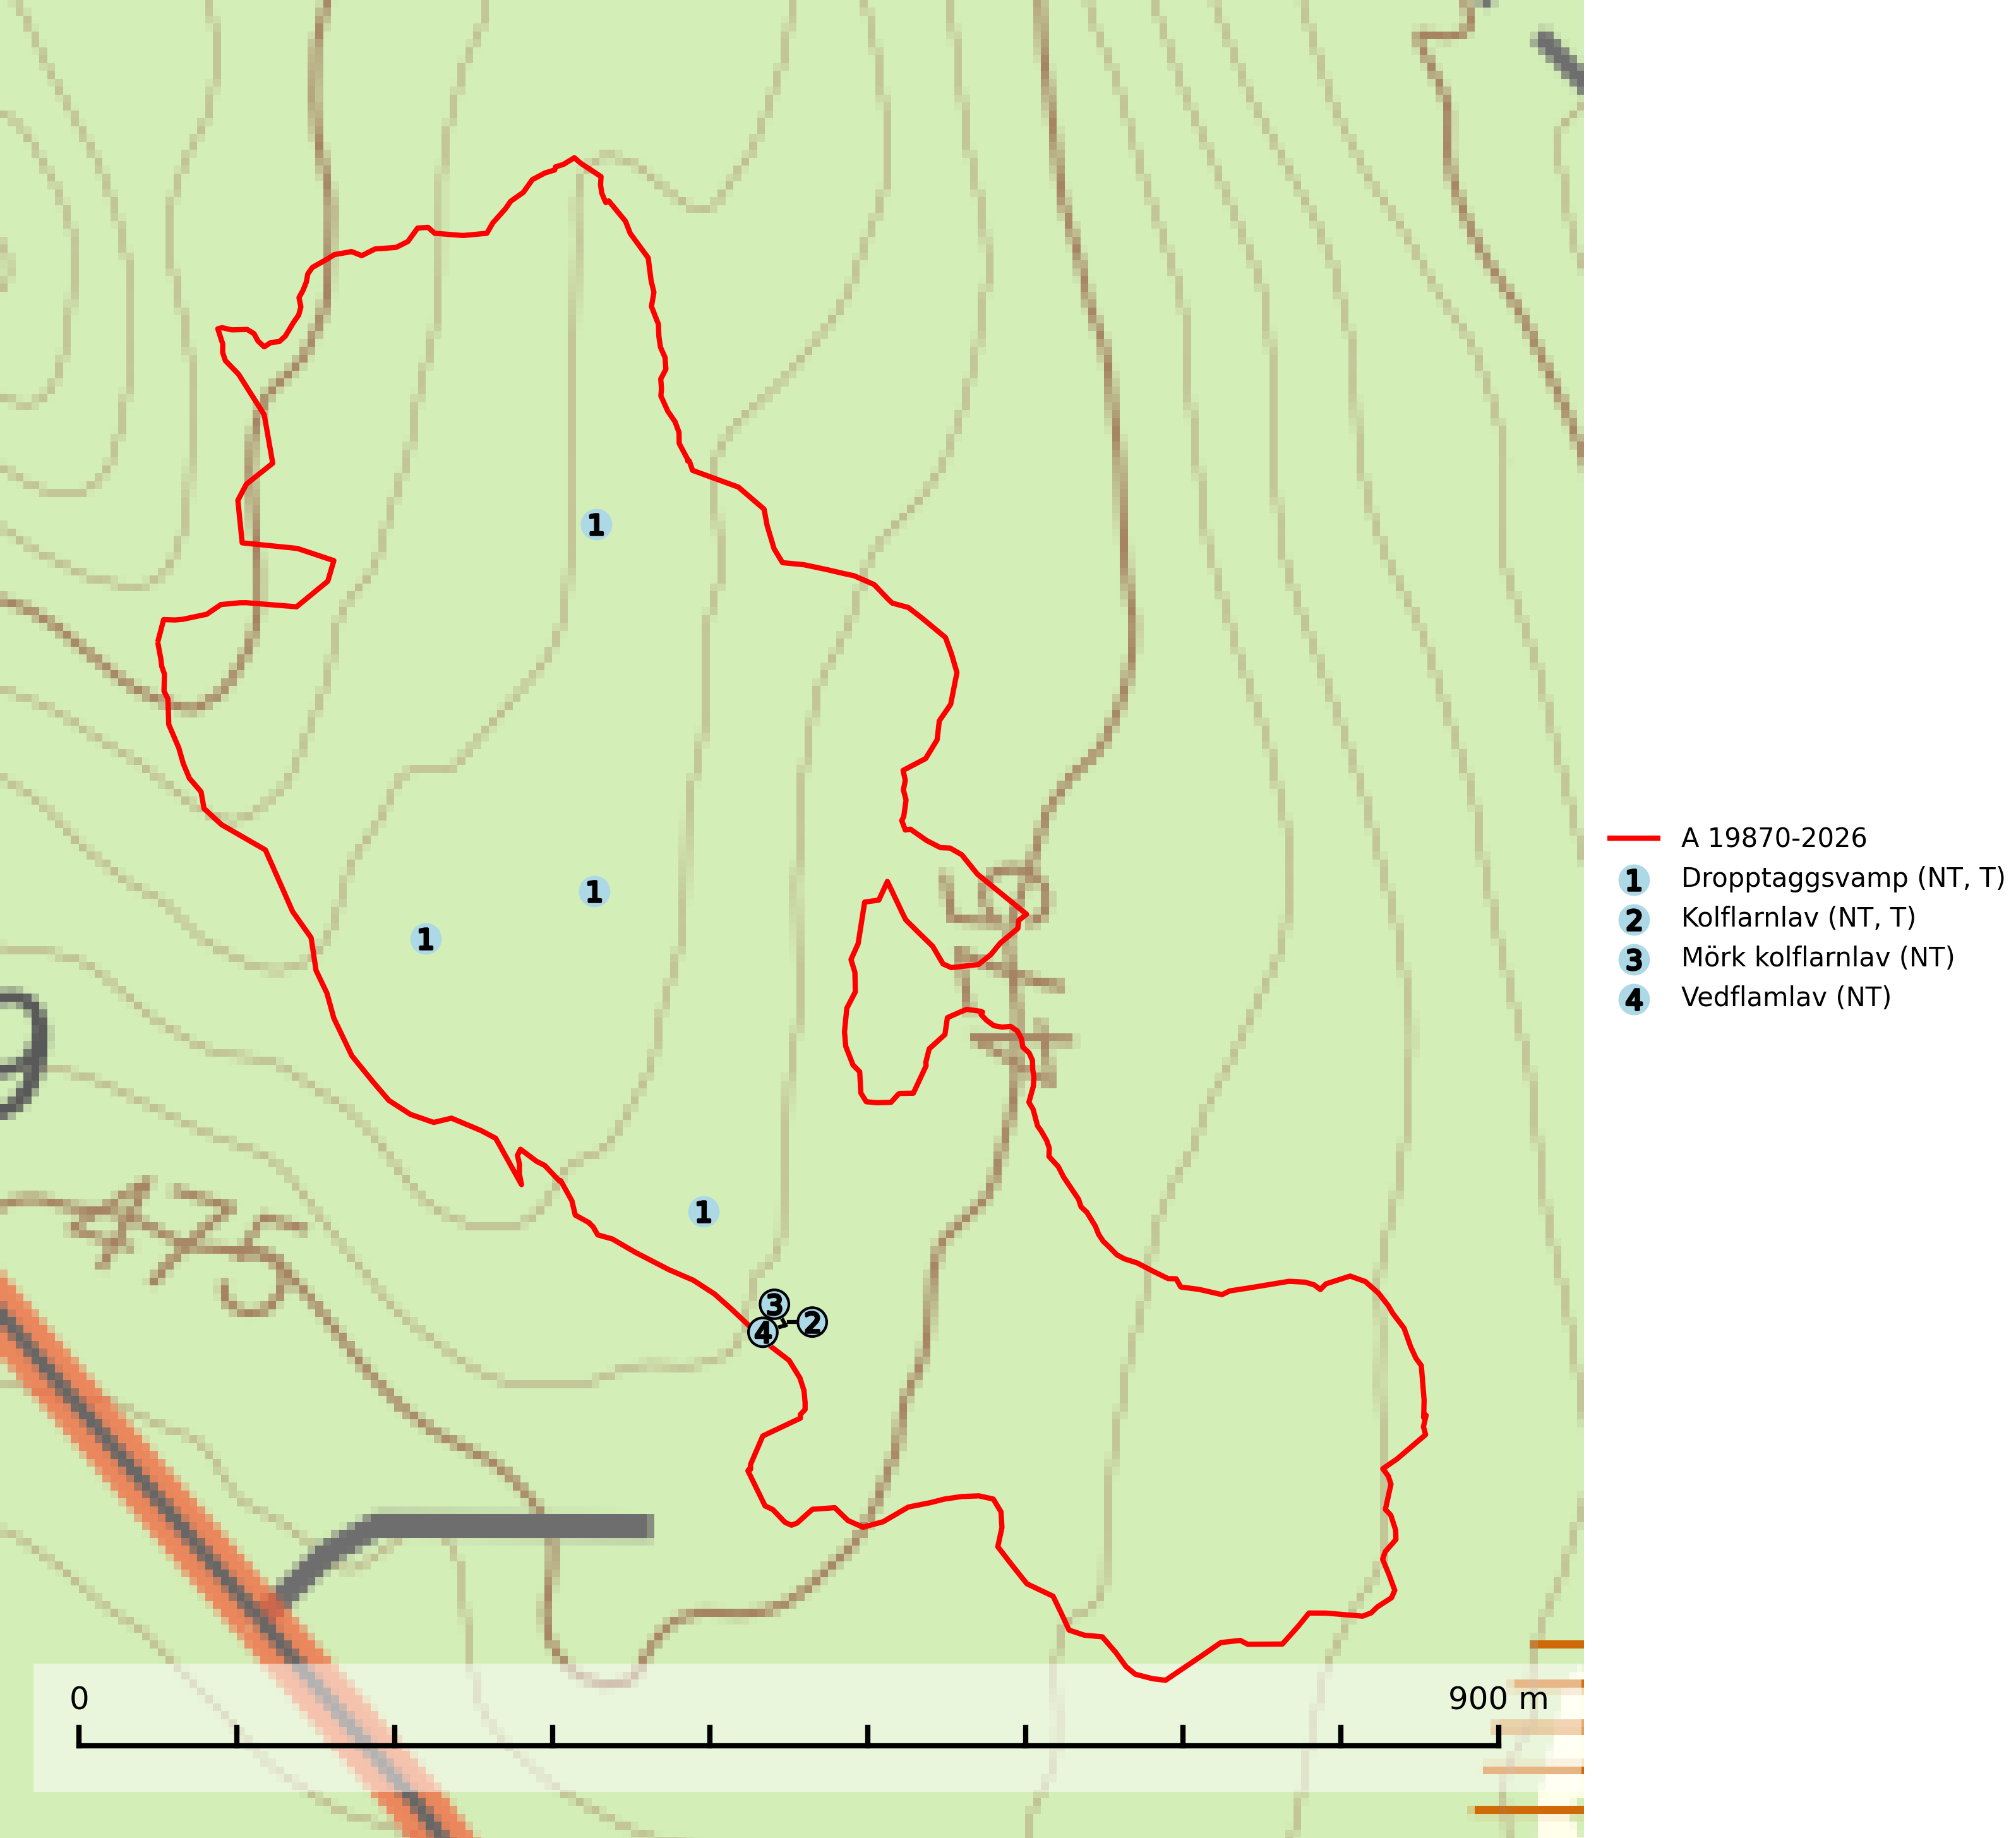 1
1
1
1
3
2
4
475
0
900 m
A 19870-2026
1 Dropptaggsvamp (NT, T)
2 Kolflarnlav (NT, T)
3 Mörk kolflarnlav (NT)
4 Vedflamlav (NT)